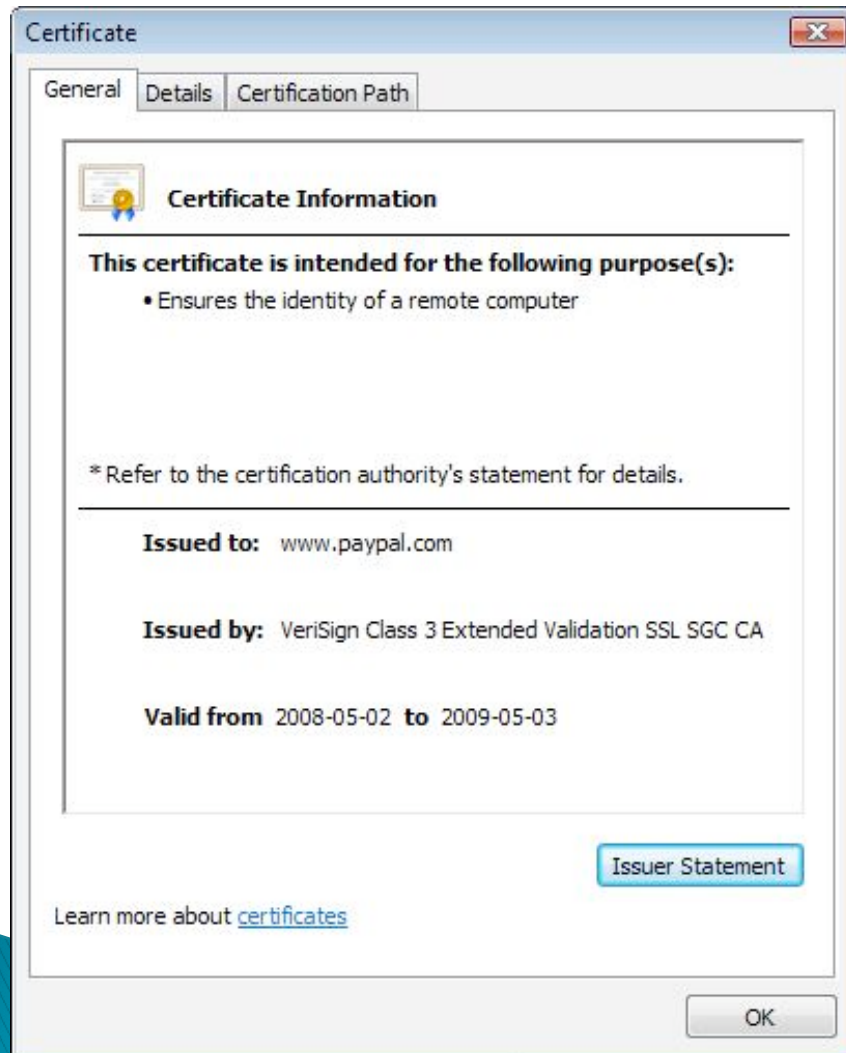 Certificate
General Details Certification Path
Certificate Information
This certificate is intended for the following purpose(s):
• Ensures the identity of a remote computer
* Refer to the certification authority's statement for details.
Issued to: www.paypal.com
Issued by: VeriSign Class 3 Extended Validation SSL SGC CA
Valid from 2008-05-02 to 2009-05-03
Issuer Statement
Learn more about certificates
OK